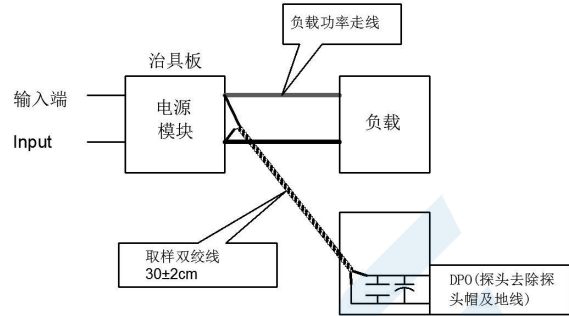 负载功率走线
治具板
输入端
Input
电源
模块
负载
取样双绞线
30±2cm
DPO(探头去除探
头帽及地线)